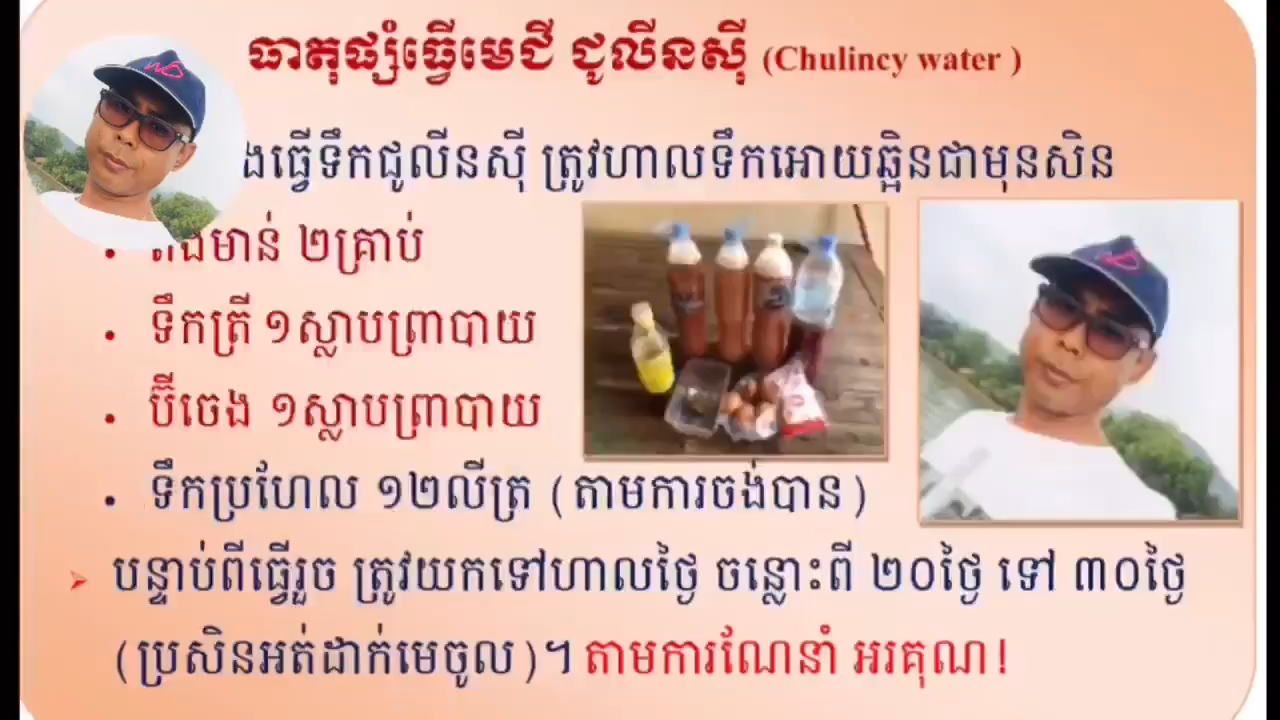 ធាតុផ្សំធ្វើមេជី ជូលីនស៊ី (Chulincy water )
ងធ្វើទឹកជូលីនស៊ី ត្រូវហាលទឹកអោយឆ្អិនជាមុនសិន
• ពងមាន់ ២គ្រាប់
• ទឹកត្រី ១ស្លាបព្រាបាយ
• ប៊ីចេង ១ស្លាបព្រាបាយ
• ទឹកប្រហែល ១២លីត្រ (តាមការចង់បាន)
➢ បន្ទាប់ពីធ្វើរួច ត្រូវយកទៅហាលថ្ងៃ ចន្លោះពី ២០ថ្ងៃ ទៅ ៣០ថ្ងៃ
(ប្រសិនអត់ដាក់មេចូល)។ តាមការណែនាំ អរគុណ!